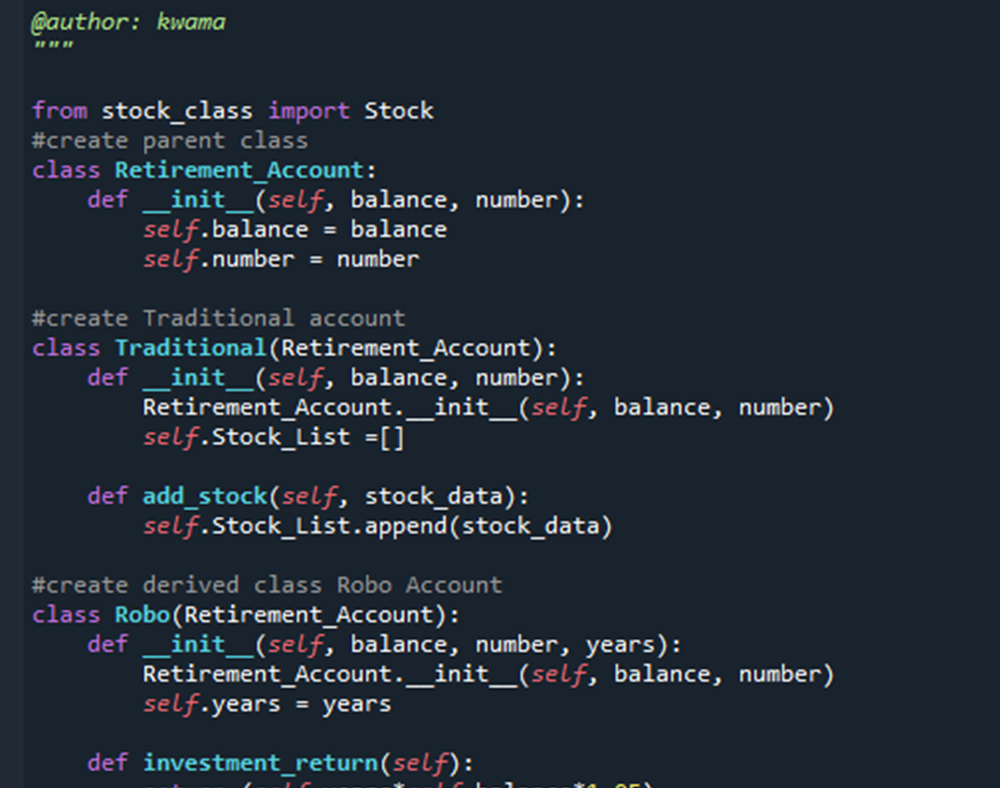 @author: kwama
"""
from stock_class import Stock
#create parent class
class Retirement_Account:
    def __init__(self, balance, number):
        self.balance = balance
        self.number = number
#create Traditional account
class Traditional(Retirement_Account):
    def __init__(self, balance, number):
        Retirement_Account.__init__(self, balance, number)
        self.Stock_List =[]
    def add_stock(self, stock_data):
        self.Stock_List.append(stock_data)
#create derived class Robo Account
class Robo(Retirement_Account):
    def __init__(self, balance, number, years):
        Retirement_Account.__init__(self, balance, number)
        self.years = years
    def investment_return(self):